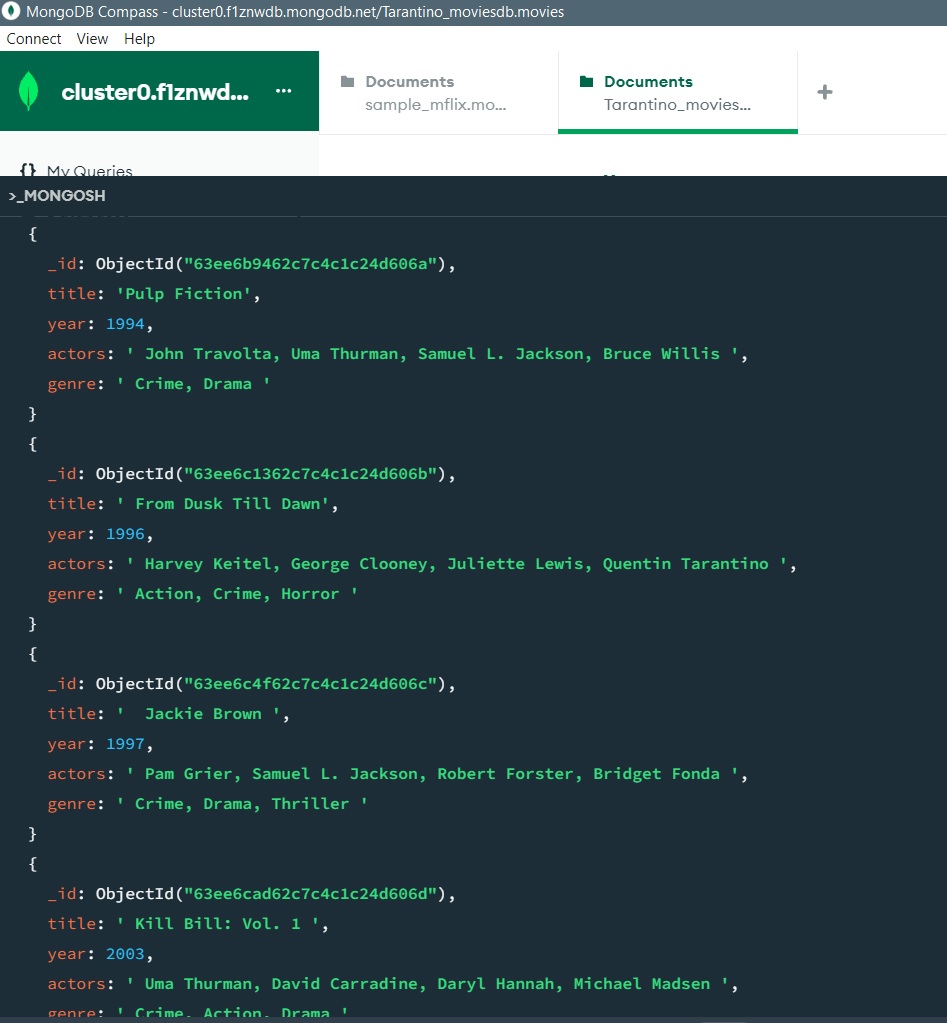 MongoDB Compass - cluster0.f1znwdb.mongodb.net/Tarantino_moviesdb.movies
Connect View Help
cluster0.f1znwd... ...
Documents
sample_mflix.mo...
Documents
Tarantino_movies...
+
{} My Queries
>_MONGOSH
{
_id: ObjectId("63ee6b9462c7c4c1c24d606a"),
title: 'Pulp Fiction',
year: 1994,
actors: ' John Travolta, Uma Thurman, Samuel L. Jackson, Bruce Willis ',
genre: ' Crime, Drama '
}
{
_id: ObjectId("63ee6c1362c7c4c1c24d606b"),
title: ' From Dusk Till Dawn',
year: 1996,
actors: ' Harvey Keitel, George Clooney, Juliette Lewis, Quentin Tarantino ',
genre: ' Action, Crime, Horror '
}
{
_id: ObjectId("63ee6c4f62c7c4c1c24d606c"),
title: '  Jackie Brown ',
year: 1997,
actors: ' Pam Grier, Samuel L. Jackson, Robert Forster, Bridget Fonda ',
genre: ' Crime, Drama, Thriller '
}
{
_id: ObjectId("63ee6cad62c7c4c1c24d606d"),
title: ' Kill Bill: Vol. 1 ',
year: 2003,
actors: ' Uma Thurman, David Carradine, Daryl Hannah, Michael Madsen ',
genre: ' Crime, Action, Drama '